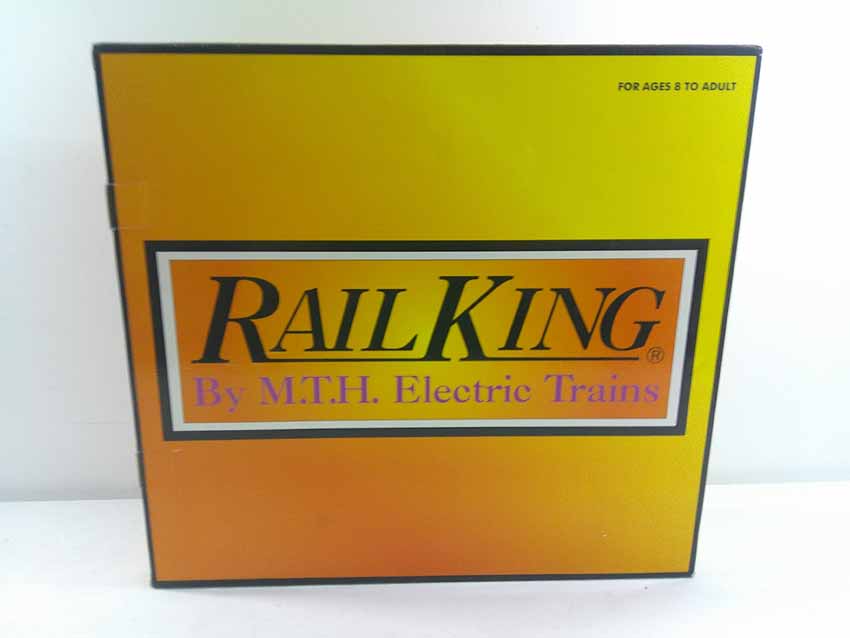 FOR AGES 8 TO ADULT
RAILKING®
By M.T.H. Electric Trains